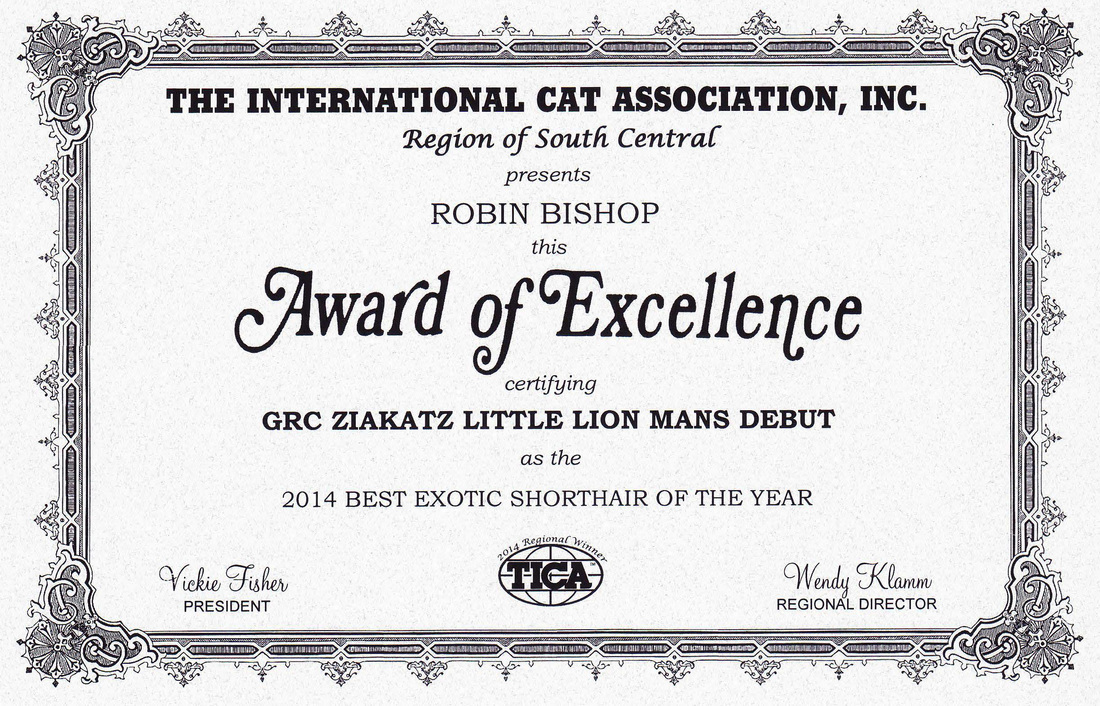 THE INTERNATIONAL CAT ASSOCIATION, INC.
Region of South Central
presents
ROBIN BISHOP
this
Award of Excellence
certifying
GRC ZIAKATZ LITTLE LION MANS DEBUT
as the
2014 BEST EXOTIC SHORTHAIR OF THE YEAR
2014 Regional Winner
TICA™
Vickie Fisher
PRESIDENT
Wendy Klamm
REGIONAL DIRECTOR